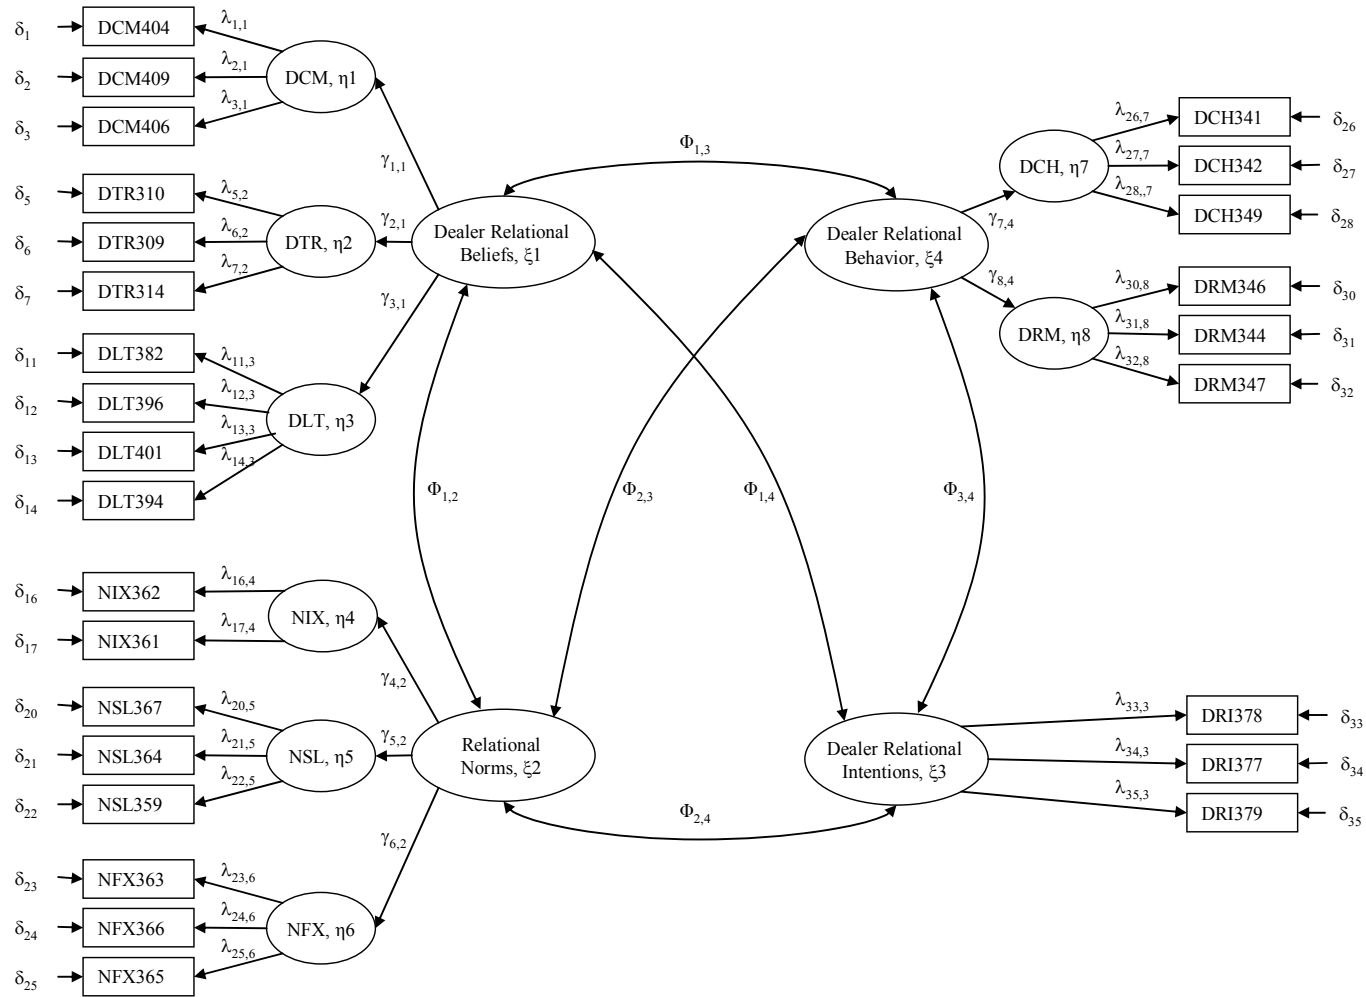 δ1 DCM404 λ1,1
δ2 DCM409 λ2,1 DCM, η1
δ3 DCM406 λ3,1
γ1,1
δ5 DTR310 λ5,2
δ6 DTR309 λ6,2 DTR, η2 γ2,1
δ7 DTR314 λ7,2
Dealer Relational
Beliefs, ξ1
γ3,1
δ11 DLT382 λ11,3
δ12 DLT396 λ12,3
δ13 DLT401 λ13,3 DLT, η3
δ14 DLT394 λ14,3
δ16 NIX362 λ16,4
δ17 NIX361 λ17,4 NIX, η4
γ4,2
δ20 NSL367 λ20,5
δ21 NSL364 λ21,5 NSL, η5 γ5,2
δ22 NSL359 λ22,5
Relational
Norms, ξ2
γ6,2
δ23 NFX363 λ23,6
δ24 NFX366 λ24,6 NFX, η6
δ25 NFX365 λ25,6
Φ1,3
Φ1,2 Φ2,3 Φ1,4 Φ3,4
Φ2,4
Dealer Relational
Behavior, ξ4
γ7,4
γ8,4
DCH, η7
λ26,7 DCH341 δ26
λ27,7 DCH342 δ27
λ28,,7 DCH349 δ28
DRM, η8
λ30,8 DRM346 δ30
λ31,8 DRM344 δ31
λ32,8 DRM347 δ32
Dealer Relational
Intentions, ξ3
λ33,3 DRI378 δ33
λ34,3 DRI377 δ34
λ35,3 DRI379 δ35